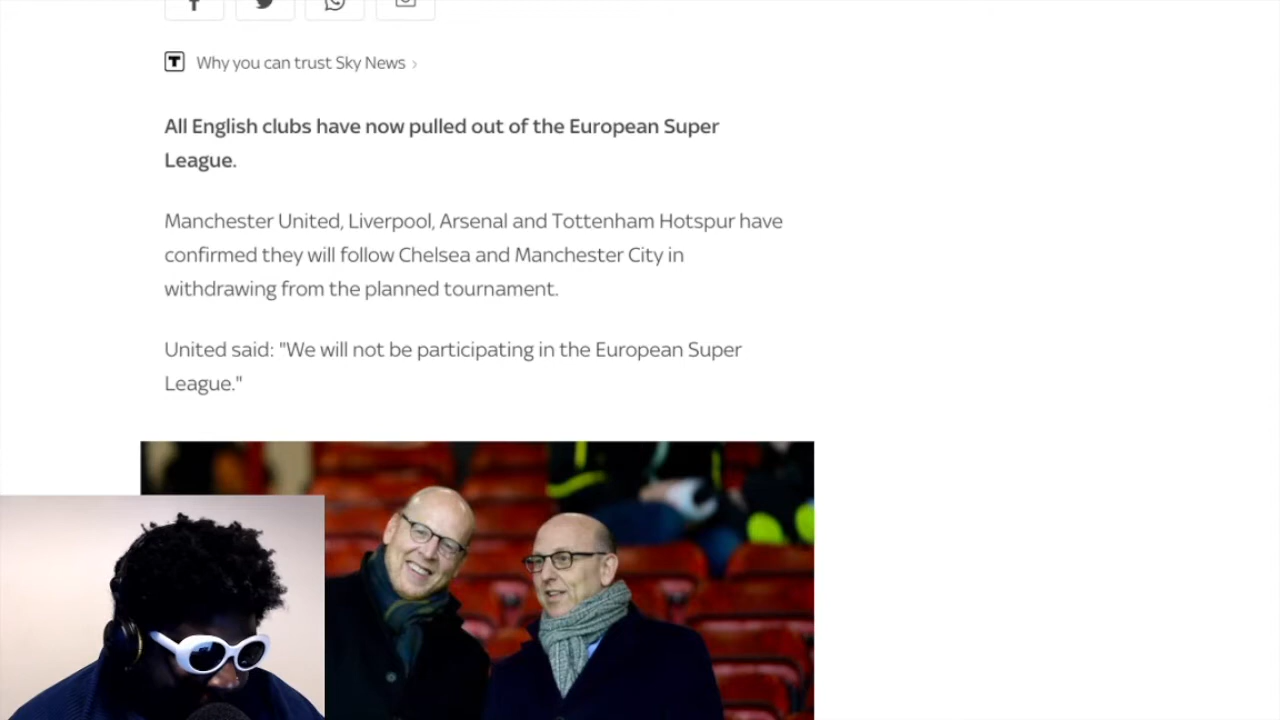 Why you can trust Sky News
All English clubs have now pulled out of the European Super
League.
Manchester United, Liverpool, Arsenal and Tottenham Hotspur have
confirmed they will follow Chelsea and Manchester City in
withdrawing from the planned tournament.
United said: "We will not be participating in the European Super
League."